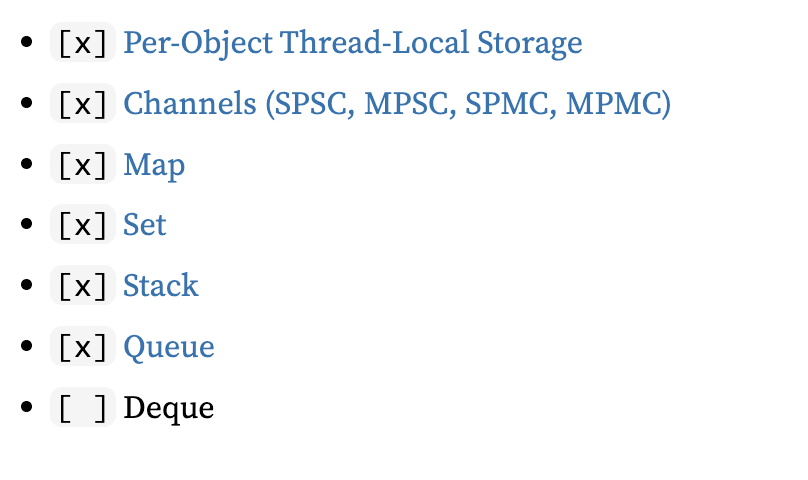 • [x] Per-Object Thread-Local Storage
• [x] Channels (SPSC, MPSC, SPMC, MPMC)
• [x] Map
• [x] Set
• [x] Stack
• [x] Queue
• [ ] Deque